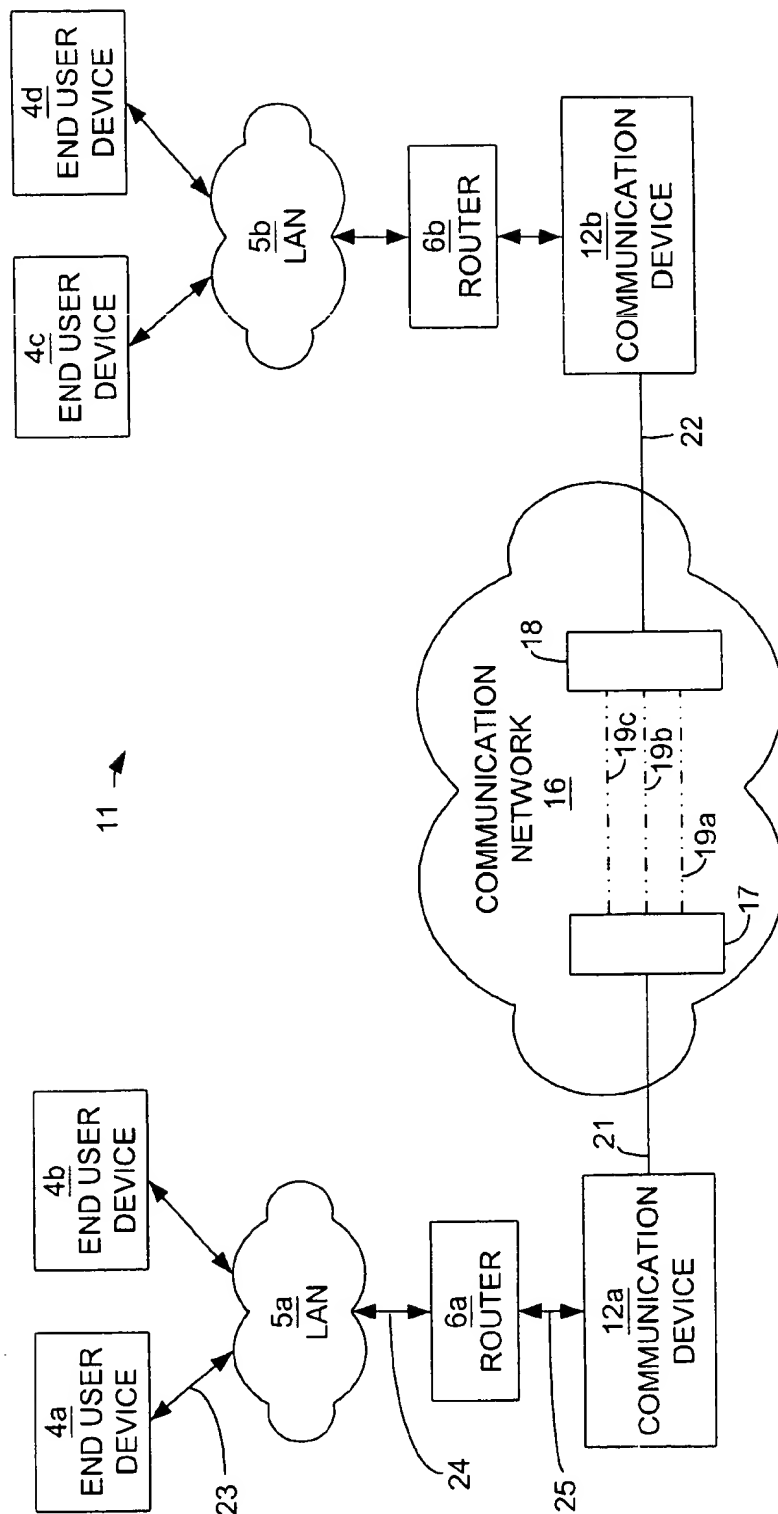 11
4a
END USER
DEVICE
4b
END USER
DEVICE
4c
END USER
DEVICE
4d
END USER
DEVICE
23
5a
LAN
5b
LAN
24
6a
ROUTER
6b
ROUTER
25
12a
COMMUNICATION
DEVICE
21
COMMUNICATION
NETWORK
16
17
18
19c
19b
19a
22
12b
COMMUNICATION
DEVICE